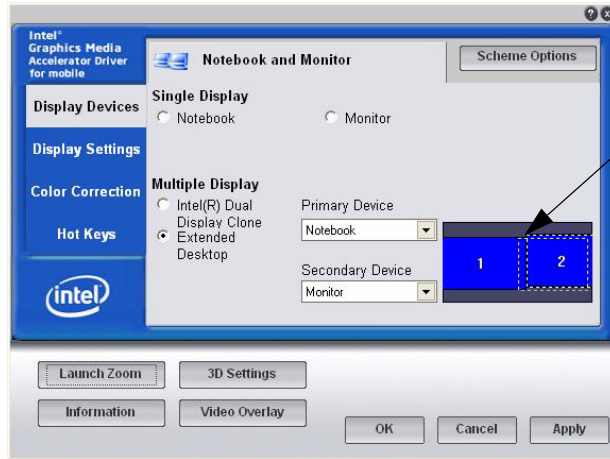 Intel®
Graphics Media
Accelerator Driver
for mobile
Notebook and Monitor
Scheme Options
Display Devices
Display Settings
Color Correction
Hot Keys
intel
Single Display
Notebook
Monitor
Multiple Display
Intel(R) Dual
Display Clone
Extended
Desktop
Primary Device
Notebook
Secondary Device
Monitor
1
2
Launch Zoom
3D Settings
Information
Video Overlay
OK
Cancel
Apply